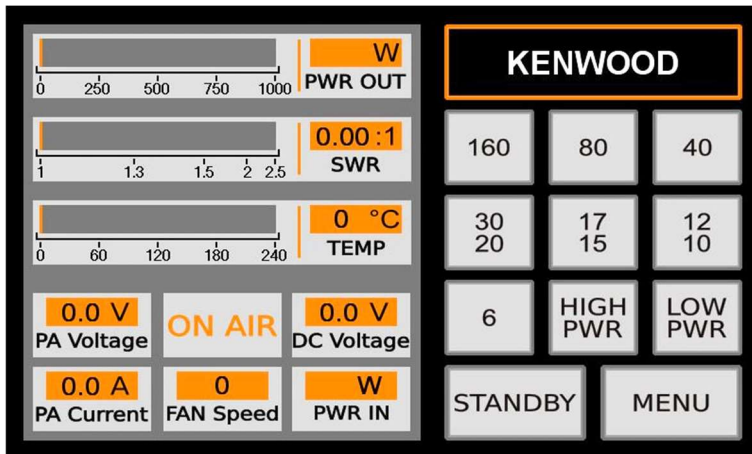 W
PWR OUT
0 250 500 750 1000
0.00 :1
SWR
1 1.3 1.5 2 2.5
0 °C
TEMP
0 60 120 180 240
0.0 V
PA Voltage
ON AIR
0.0 V
DC Voltage
0.0 A
PA Current
0
FAN Speed
W
PWR IN
KENWOOD
160
80
40
30
20
17
15
12
10
6
HIGH
PWR
LOW
PWR
STANDBY
MENU